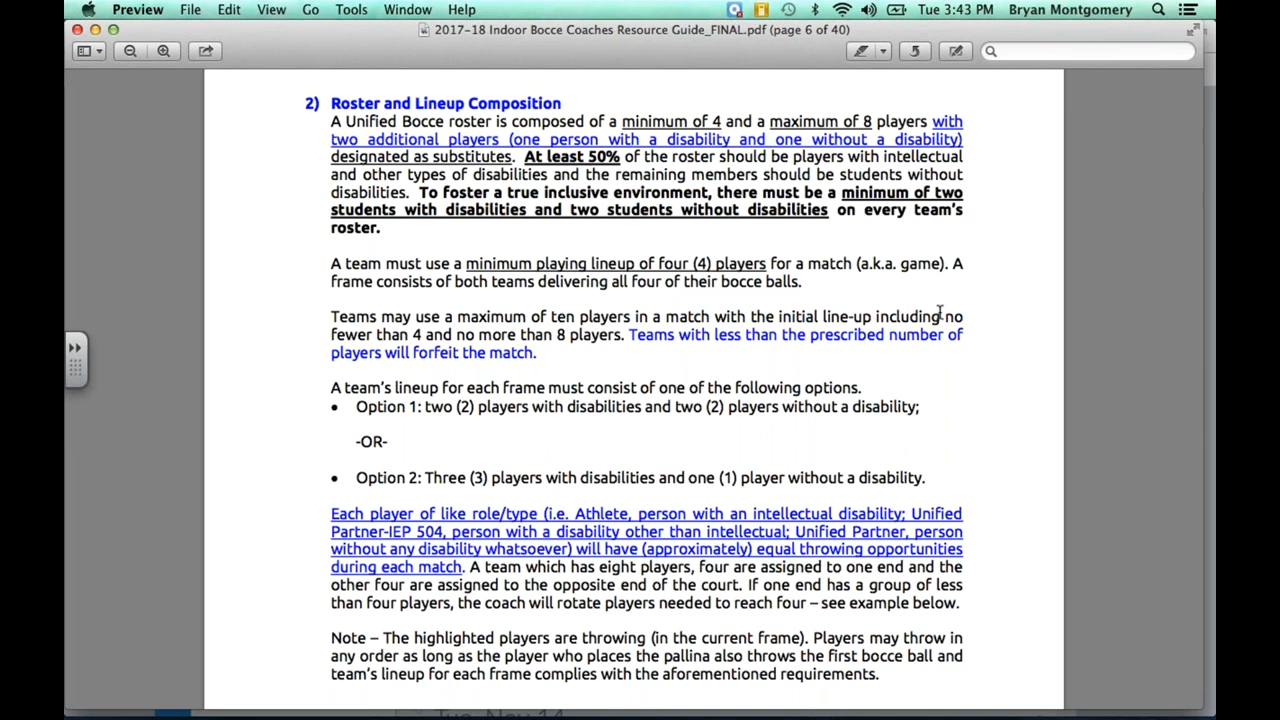 Preview File Edit View Go Tools Window Help Tue 3:43 PM Bryan Montgomery
2017-18 Indoor Bocce Coaches Resource Guide_FINAL.pdf (page 6 of 40)
2) Roster and Lineup Composition
A Unified Bocce roster is composed of a minimum of 4 and a maximum of 8 players with
two additional players (one person with a disability and one without a disability)
designated as substitutes. At least 50% of the roster should be players with intellectual
and other types of disabilities and the remaining members should be students without
disabilities. To foster a true inclusive environment, there must be a minimum of two
students with disabilities and two students without disabilities on every team's
roster.
A team must use a minimum playing lineup of four (4) players for a match (a.k.a. game). A
frame consists of both teams delivering all four of their bocce balls.
Teams may use a maximum of ten players in a match with the initial line-up including no
fewer than 4 and no more than 8 players. Teams with less than the prescribed number of
players will forfeit the match.
A team's lineup for each frame must consist of one of the following options.
• Option 1: two (2) players with disabilities and two (2) players without a disability;
-OR-
• Option 2: Three (3) players with disabilities and one (1) player without a disability.
Each player of like role/type (i.e. Athlete, person with an intellectual disability; Unified
Partner-IEP 504, person with a disability other than intellectual; Unified Partner, person
without any disability whatsoever) will have (approximately) equal throwing opportunities
during each match. A team which has eight players, four are assigned to one end and the
other four are assigned to the opposite end of the court. If one end has a group of less
than four players, the coach will rotate players needed to reach four – see example below.
Note – The highlighted players are throwing (in the current frame). Players may throw in
any order as long as the player who places the pallina also throws the first bocce ball and
team's lineup for each frame complies with the aforementioned requirements.
Tue, Nov 14